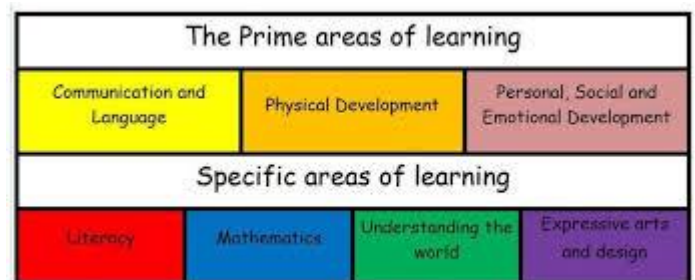 The Prime areas of learning
Communication and
Language
Physical Development
Personal, Social and
Emotional Development
Specific areas of learning
Literacy
Mathematics
Understanding the
world
Expressive arts
and design